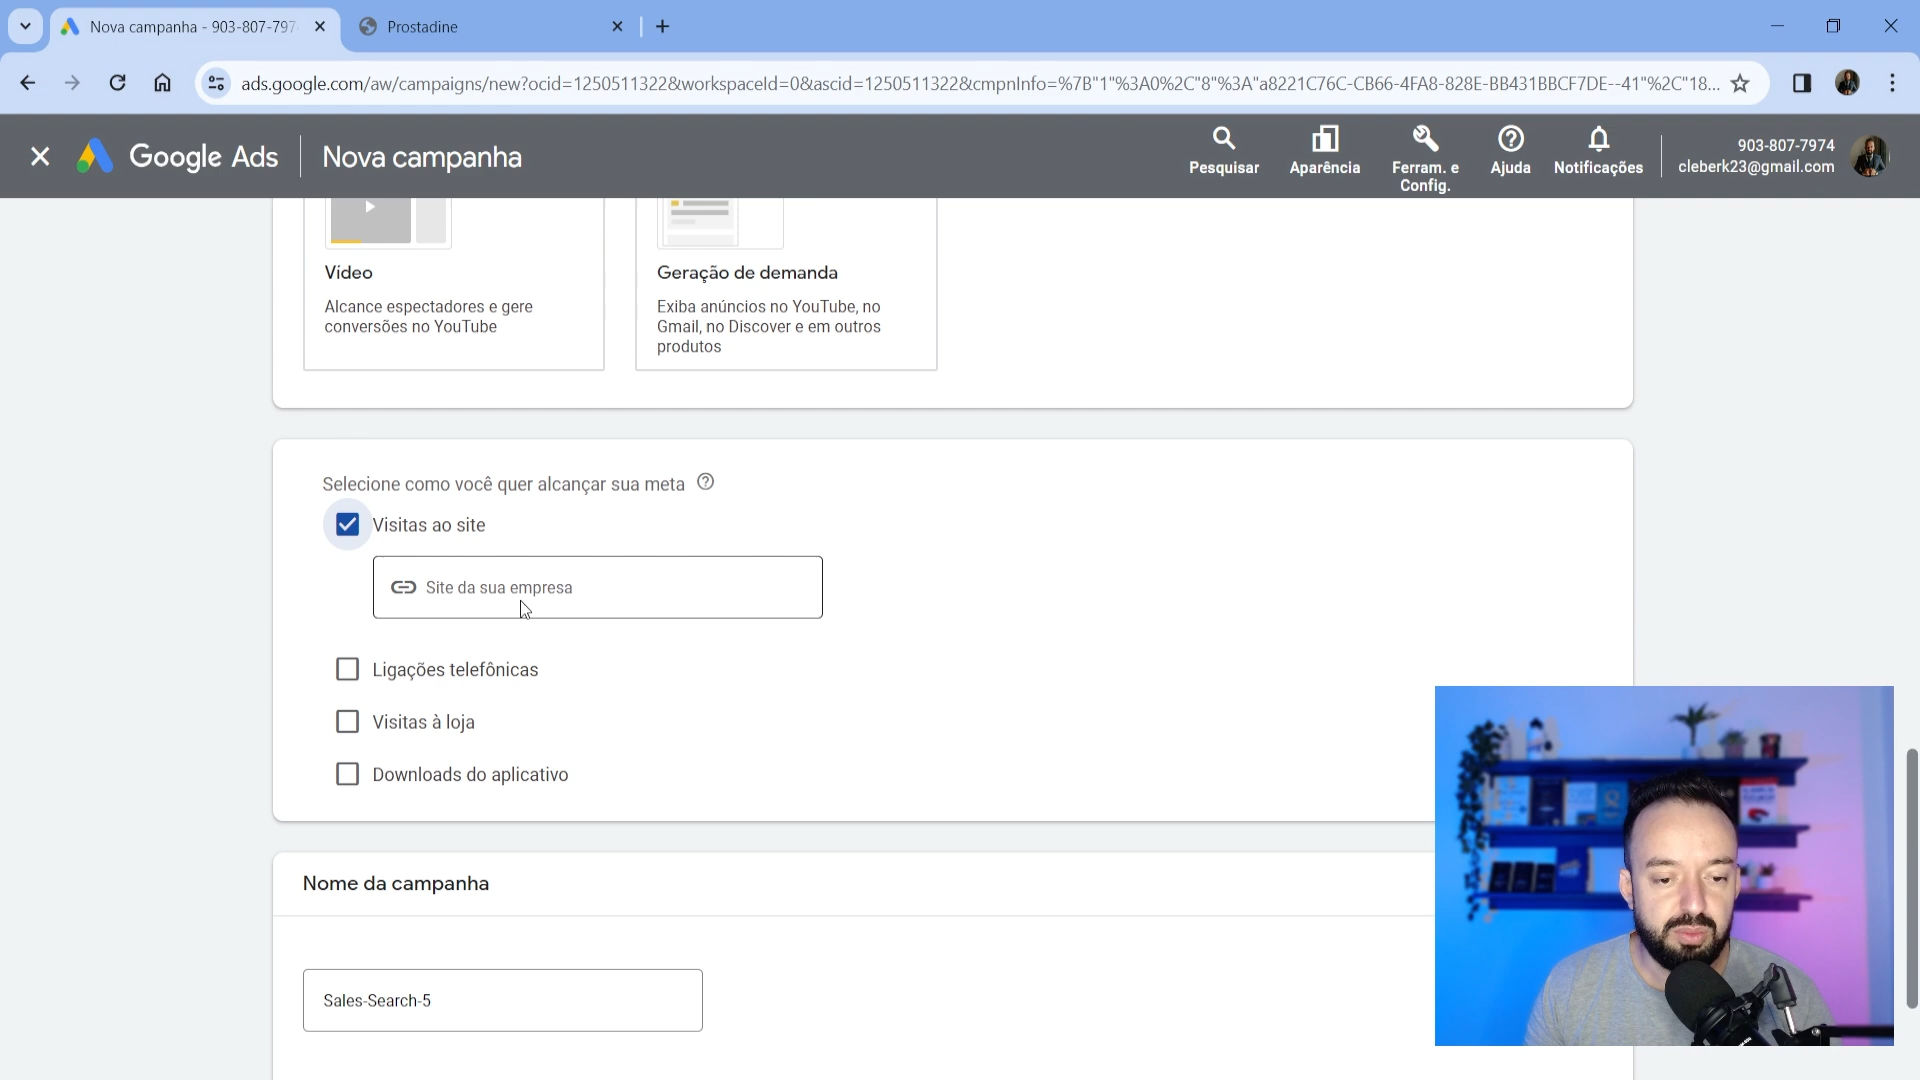 Nova campanha - 903-807-797
Prostadine
ads.google.com/aw/campaigns/new?ocid=1250511322&workspaceId=0&ascid=1250511322&cmpnInfo=%7B"1"%3A0%2C"8"%3A"a8221C76C-CB66-4FA8-828E-BB431BBCF7DE--41"%2C"18...
Google Ads
Nova campanha
Pesquisar
Aparência
Ferram. e
Config.
Ajuda
Notificações
903-807-7974
cleberk23@gmail.com
Vídeo
Alcance espectadores e gere
conversões no YouTube
Geração de demanda
Exiba anúncios no YouTube, no
Gmail, no Discover e em outros
produtos
Selecione como você quer alcançar sua meta
Visitas ao site
Site da sua empresa
Ligações telefônicas
Visitas à loja
Downloads do aplicativo
Nome da campanha
Sales-Search-5